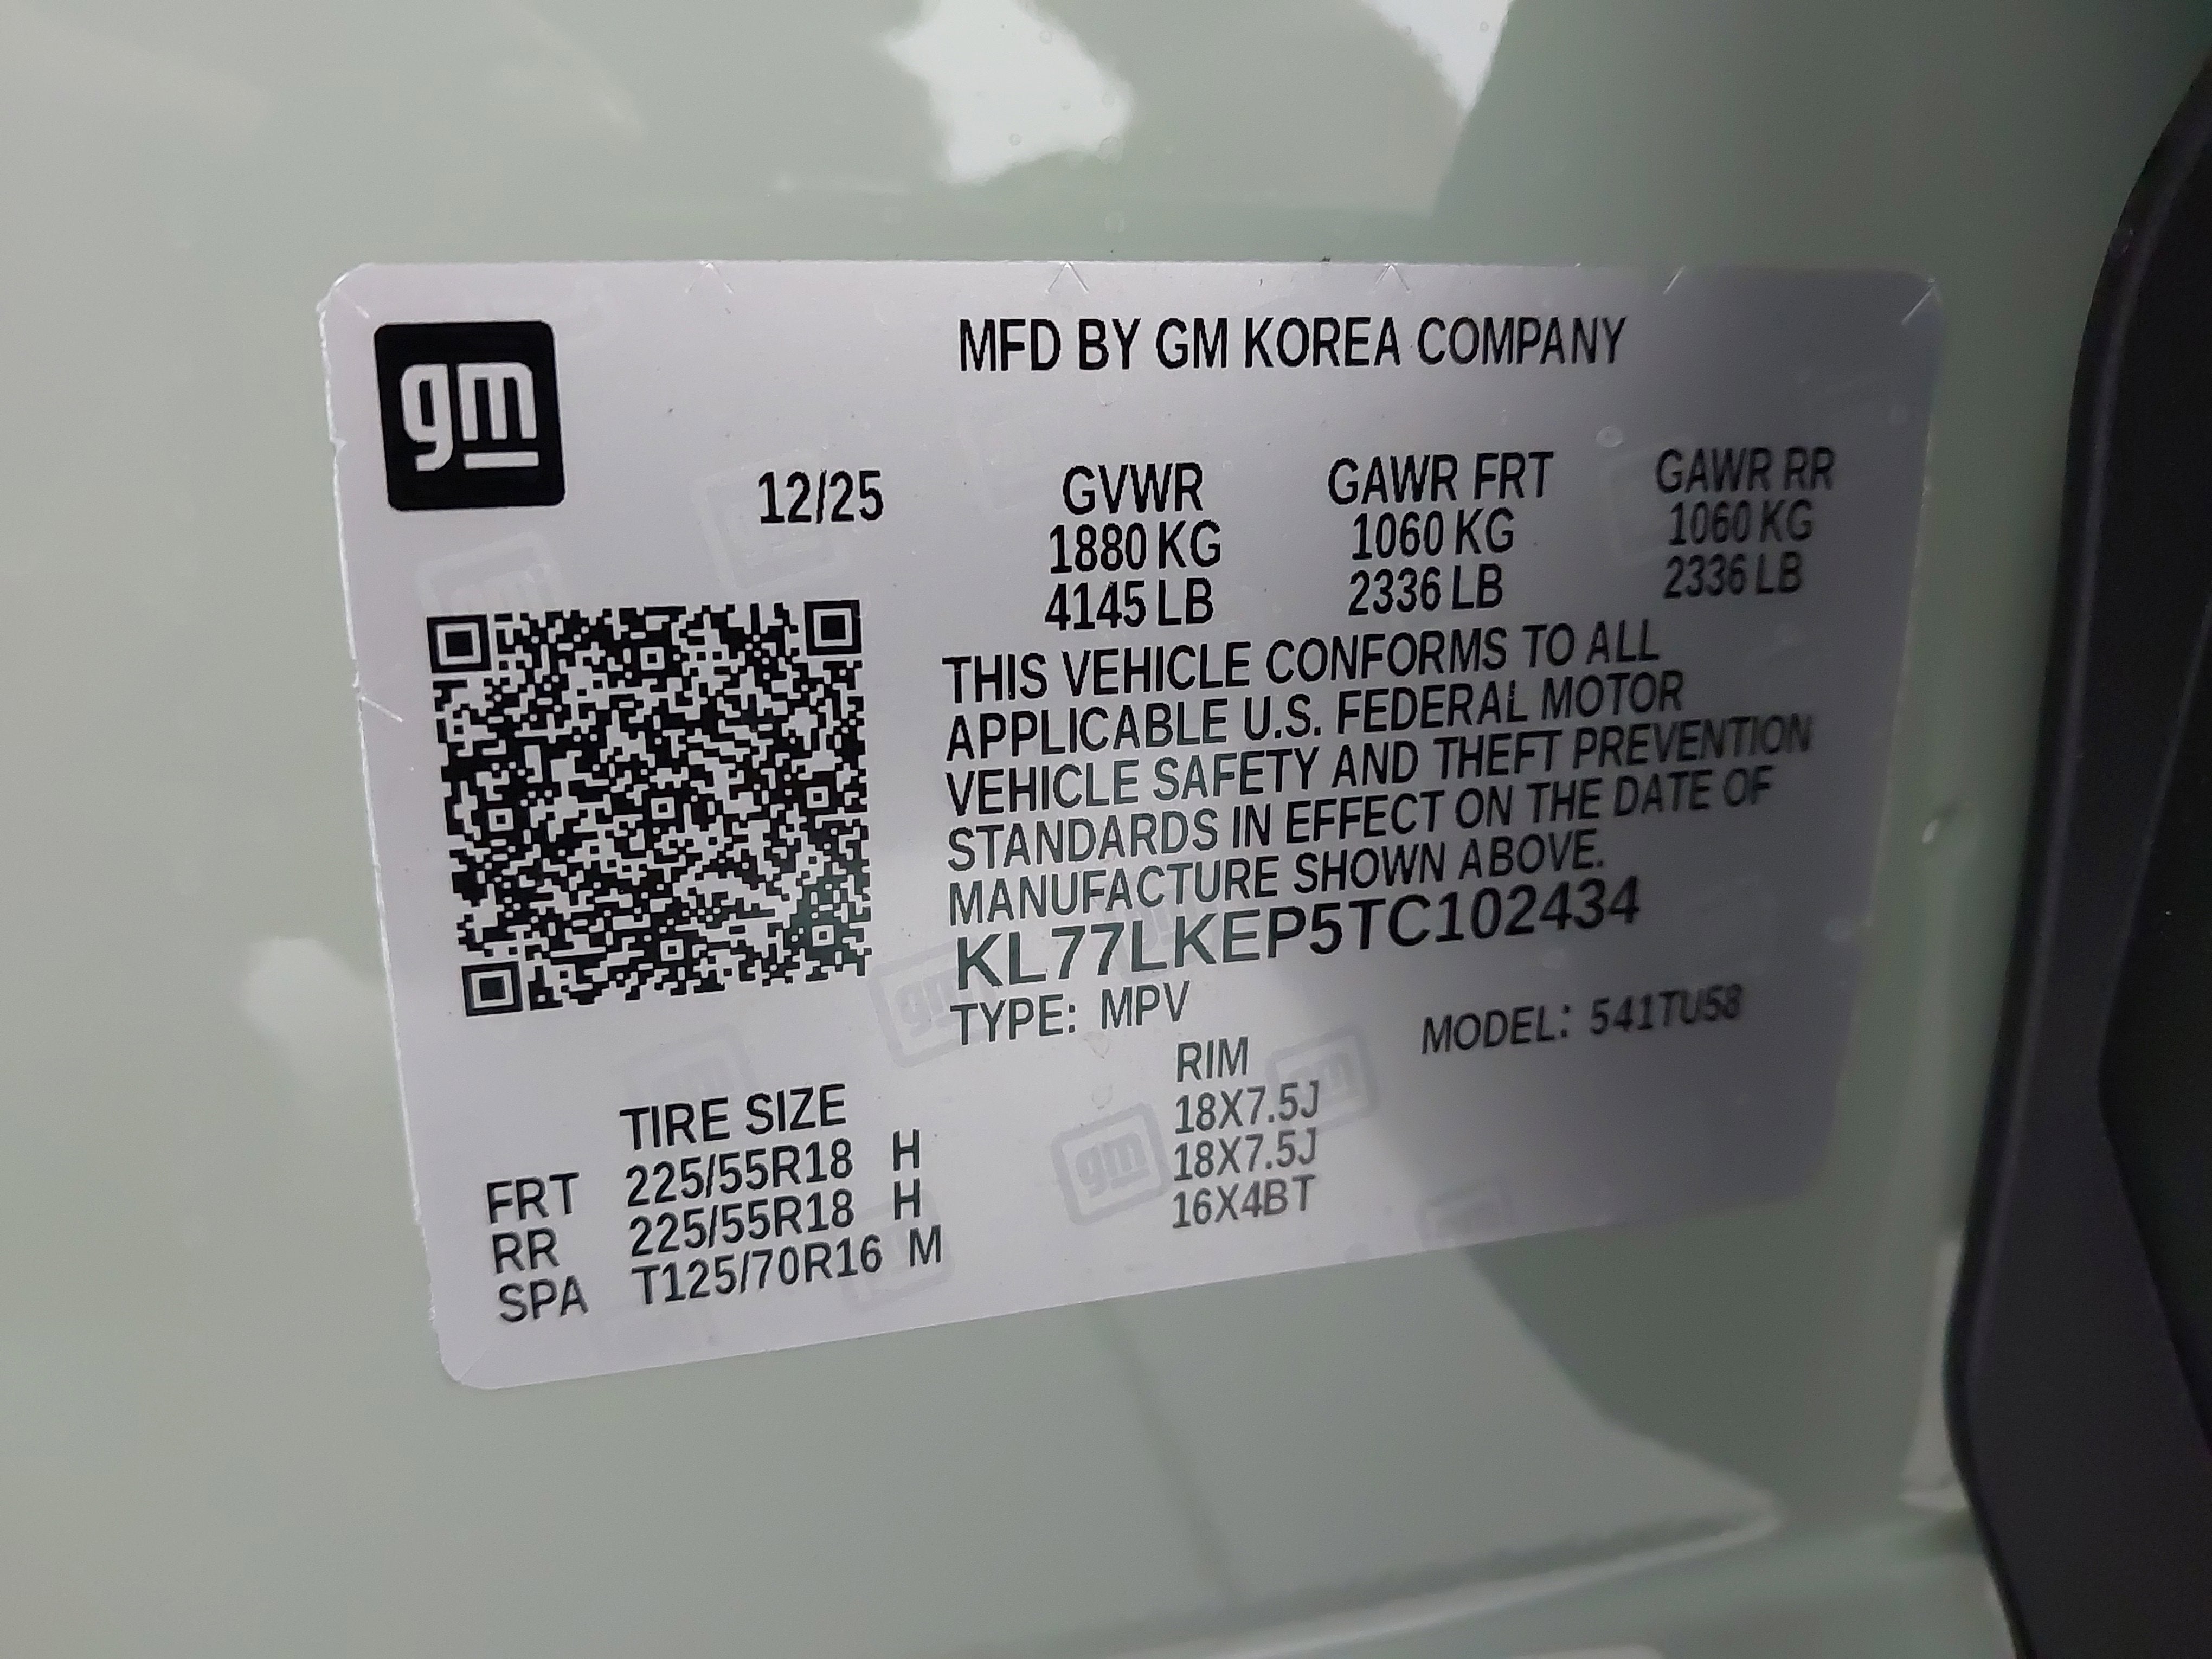 gm
MFD BY GM KOREA COMPANY
12/25
GVWR GAWR FRT GAWR RR
1880 KG 1060 KG 1060 KG
4145 LB 2336 LB 2336 LB
THIS VEHICLE CONFORMS TO ALL
APPLICABLE U.S. FEDERAL MOTOR
VEHICLE SAFETY AND THEFT PREVENTION
STANDARDS IN EFFECT ON THE DATE OF
MANUFACTURE SHOWN ABOVE.
KL77LKEP5TC102434
TYPE: MPV MODEL: 541TU58
TIRE SIZE RIM
FRT 225/55R18 H 18X7.5J
RR 225/55R18 H 18X7.5J
SPA T125/70R16 M 16X4BT